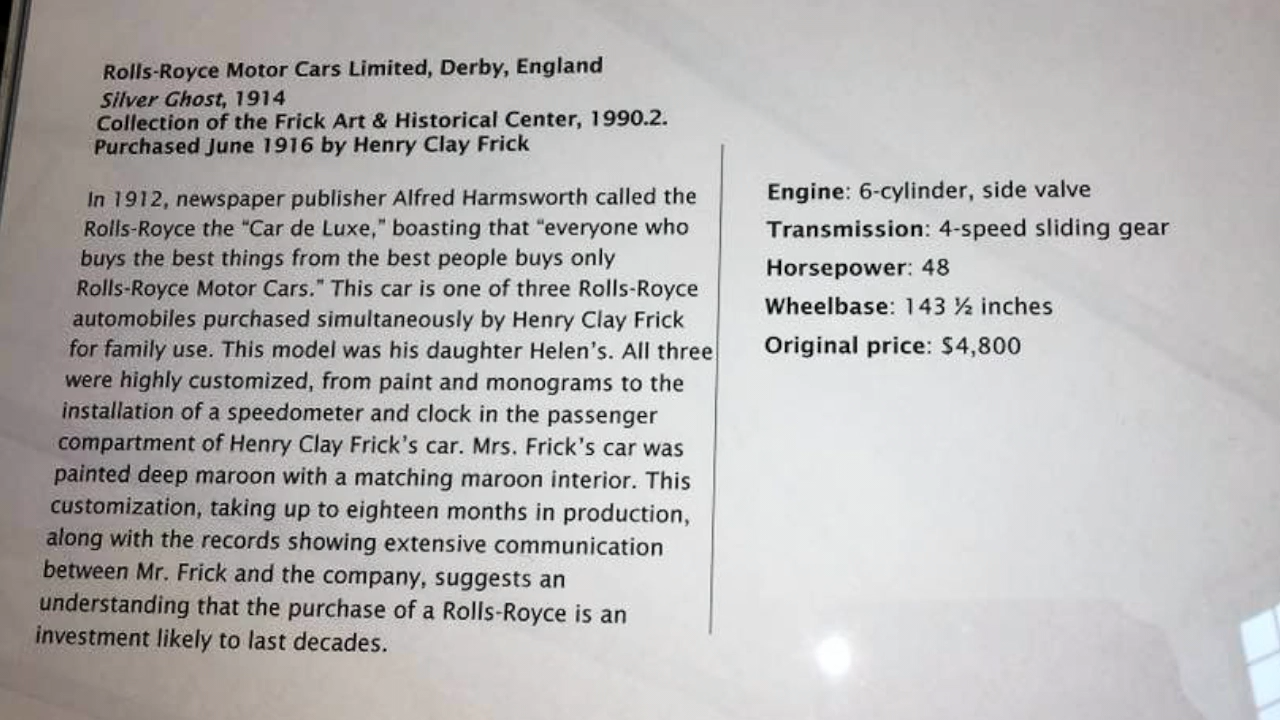 Rolls-Royce Motor Cars Limited, Derby, England
Silver Ghost, 1914
Collection of the Frick Art & Historical Center, 1990.2.
Purchased June 1916 by Henry Clay Frick
In 1912, newspaper publisher Alfred Harmsworth called the
Rolls-Royce the “Car de Luxe,” boasting that “everyone who
buys the best things from the best people buys only
Rolls-Royce Motor Cars.” This car is one of three Rolls-Royce
automobiles purchased simultaneously by Henry Clay Frick
for family use. This model was his daughter Helen’s. All three
were highly customized, from paint and monograms to the
installation of a speedometer and clock in the passenger
compartment of Henry Clay Frick’s car. Mrs. Frick’s car was
painted deep maroon with a matching maroon interior. This
customization, taking up to eighteen months in production,
along with the records showing extensive communication
between Mr. Frick and the company, suggests an
understanding that the purchase of a Rolls-Royce is an
investment likely to last decades.
Engine: 6-cylinder, side valve
Transmission: 4-speed sliding gear
Horsepower: 48
Wheelbase: 143 ½ inches
Original price: $4,800